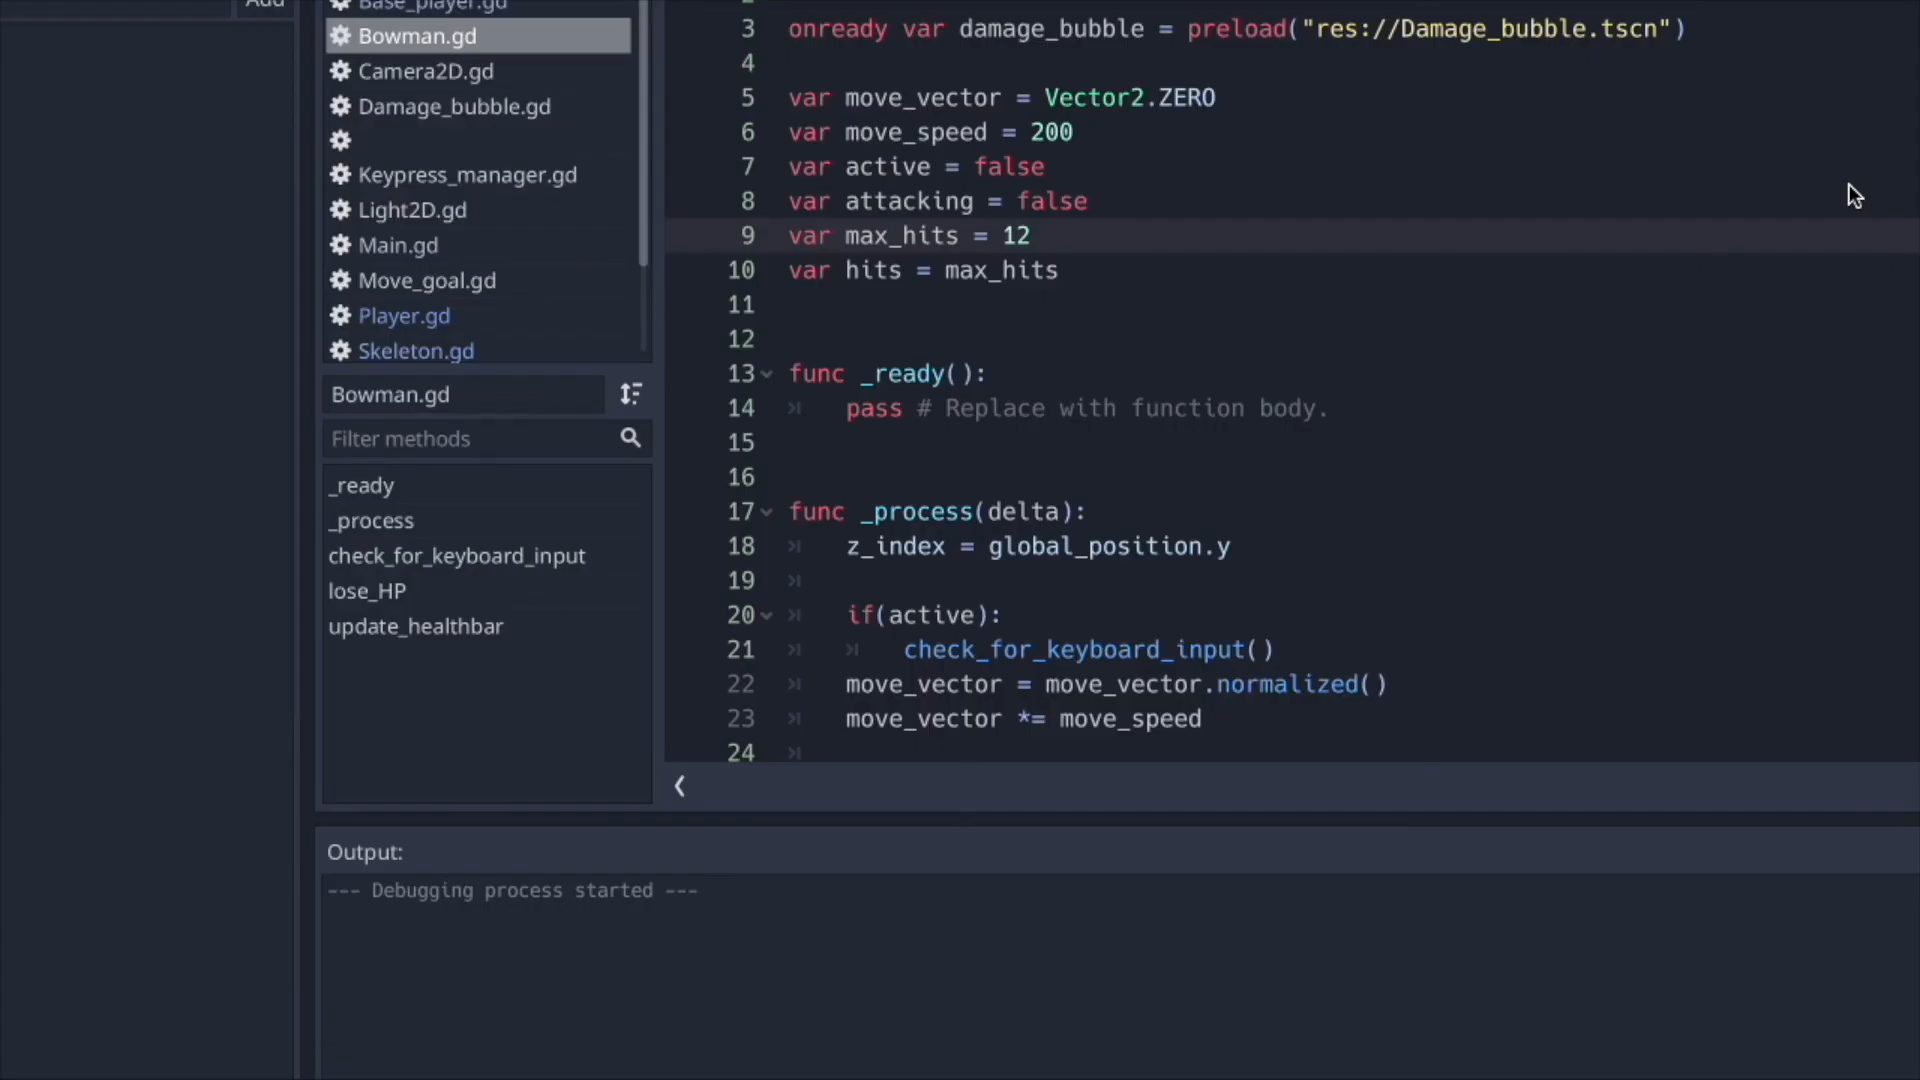 Add
Base_player.gd
Bowman.gd
Camera2D.gd
Damage_bubble.gd
Keypress_manager.gd
Light2D.gd
Main.gd
Move_goal.gd
Player.gd
Skeleton.gd
Bowman.gd
Filter methods
_ready
_process
check_for_keyboard_input
lose_HP
update_healthbar
2
3 onready var damage_bubble = preload("res://Damage_bubble.tscn")
4
5 var move_vector = Vector2.ZERO
6 var move_speed = 200
7 var active = false
8 var attacking = false
9 var max_hits = 12
10 var hits = max_hits
11
12
13 func _ready():
14 pass # Replace with function body.
15
16
17 func _process(delta):
18 z_index = global_position.y
19
20 if(active):
21 check_for_keyboard_input()
22 move_vector = move_vector.normalized()
23 move_vector *= move_speed
24
Output:
--- Debugging process started ---